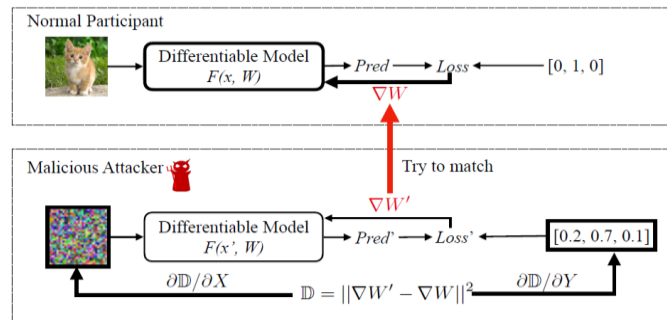 Normal Participant
Differentiable Model
F(x, W)
Pred
Loss
[0, 1, 0]
∇W
Malicious Attacker
Try to match
∇W'
Differentiable Model
F(x', W)
Pred'
Loss'
[0.2, 0.7, 0.1]
∂𝔻/∂X
𝔻 = ||∇W' − ∇W||²
∂𝔻/∂Y